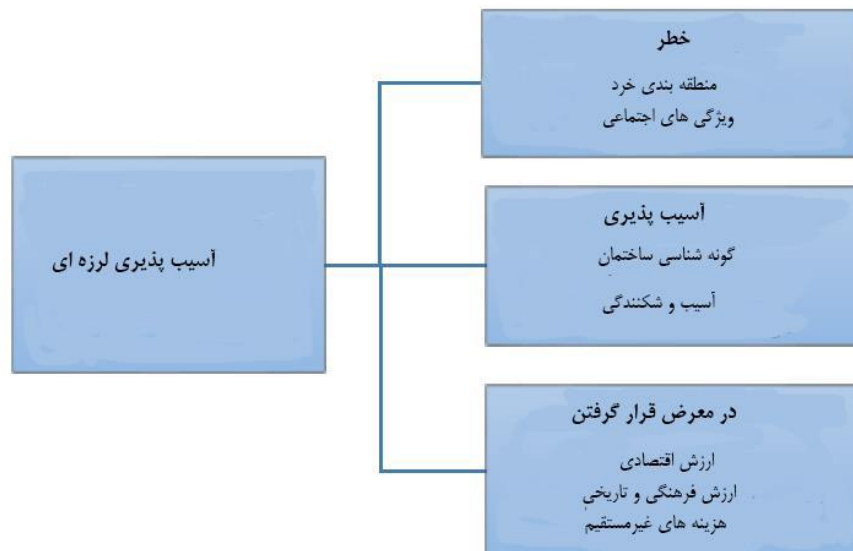 خطر
منطقه بندی خرد
ویژگی های اجتماعی
آسیب پذیری لرزه ای
آسیب پذیری
گونه شناسی ساختمان
آسیب و شکنندگی
در معرض قرار گرفتن
ارزش اقتصادی
ارزش فرهنگی و تاریخی
هزینه های غیرمستقیم